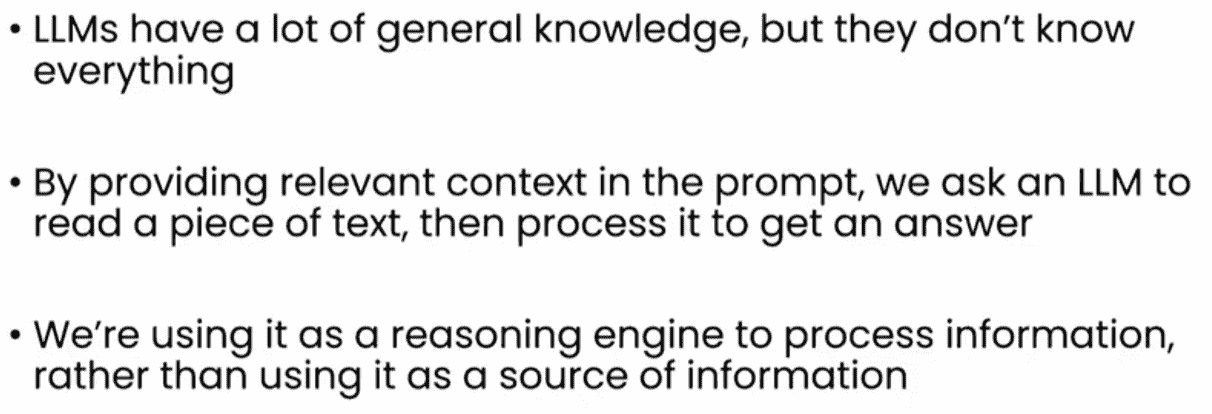 • LLMs have a lot of general knowledge, but they don't know
everything
• By providing relevant context in the prompt, we ask an LLM to
read a piece of text, then process it to get an answer
• We're using it as a reasoning engine to process information,
rather than using it as a source of information